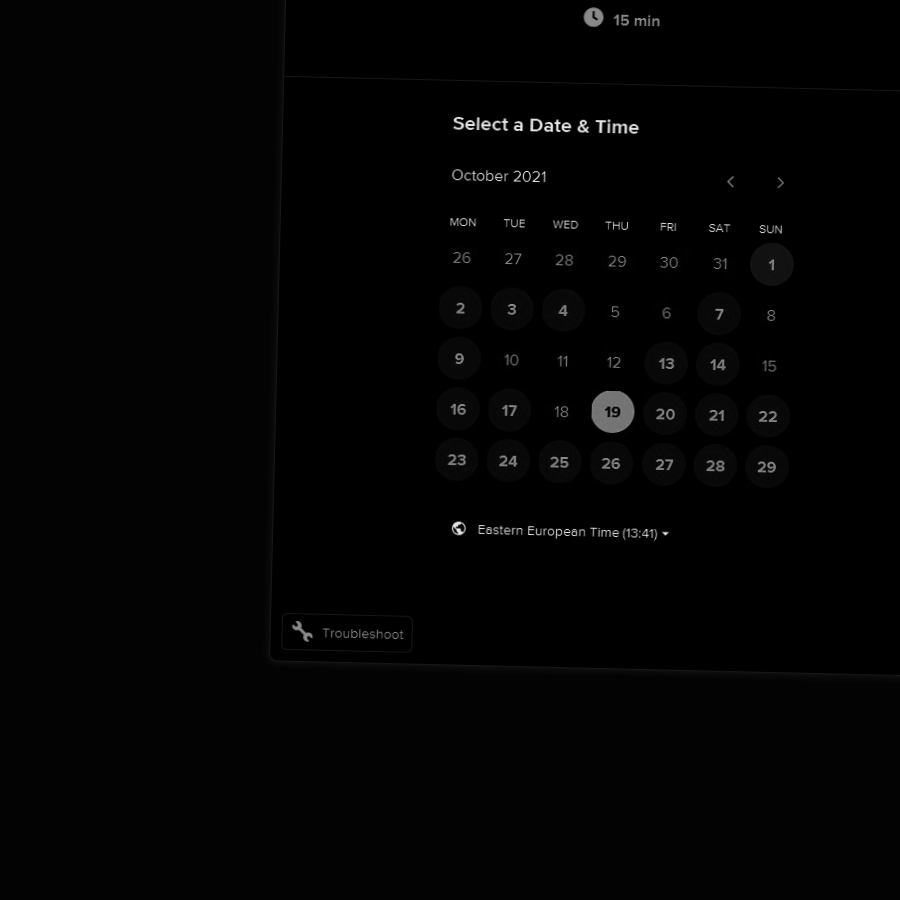 15 min
Select a Date & Time
October 2021
MON TUE WED THU FRI SAT SUN
26 27 28 29 30 31 1
2 3 4 5 6 7 8
9 10 11 12 13 14 15
16 17 18 19 20 21 22
23 24 25 26 27 28 29
Eastern European Time (13:41)
Troubleshoot